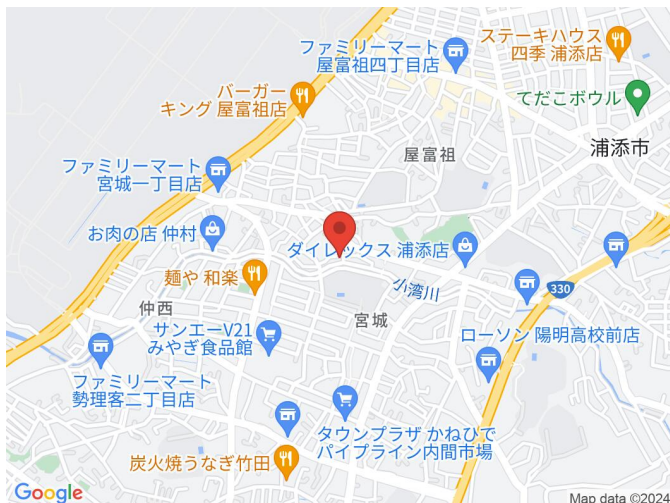 ステーキハウス
四季 浦添店
ファミリーマート
屋富祖四丁目店
てだこボウル
バーガー
キング 屋富祖店
浦添市
屋富祖
ファミリーマート
宮城一丁目店
お肉の店 仲村
ダイレックス 浦添店
麺や 和楽
小湾川
330
仲西
宮城
サンエーV21
みやぎ食品館
ローソン 陽明高校前店
ファミリーマート
勢理客二丁目店
タウンプラザ かねひで
パイプライン内間市場
炭火焼うなぎ竹田
Google
Map data ©2024